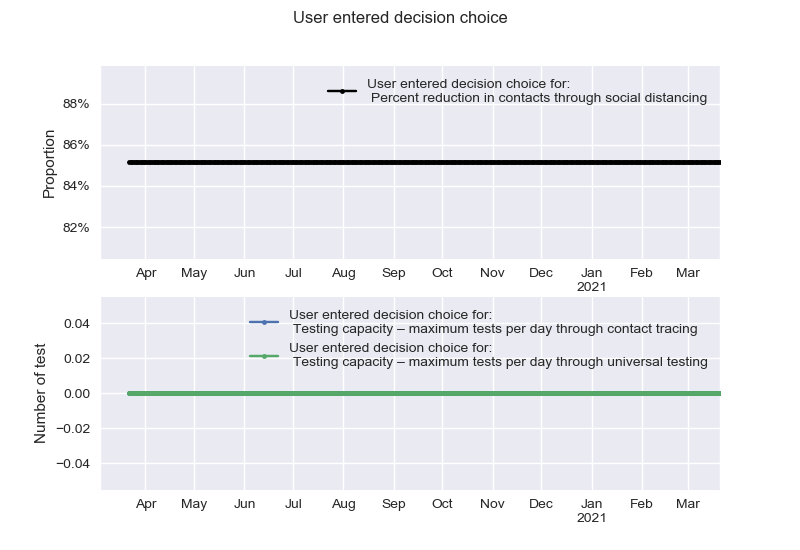 User entered decision choice
User entered decision choice for:
Percent reduction in contacts through social distancing
88%
86%
84%
82%
Proportion
Apr May Jun Jul Aug Sep Oct Nov Dec Jan Feb Mar
2021
User entered decision choice for:
Testing capacity – maximum tests per day through contact tracing
User entered decision choice for:
Testing capacity – maximum tests per day through universal testing
0.04
0.02
0.00
−0.02
−0.04
Number of test
Apr May Jun Jul Aug Sep Oct Nov Dec Jan Feb Mar
2021